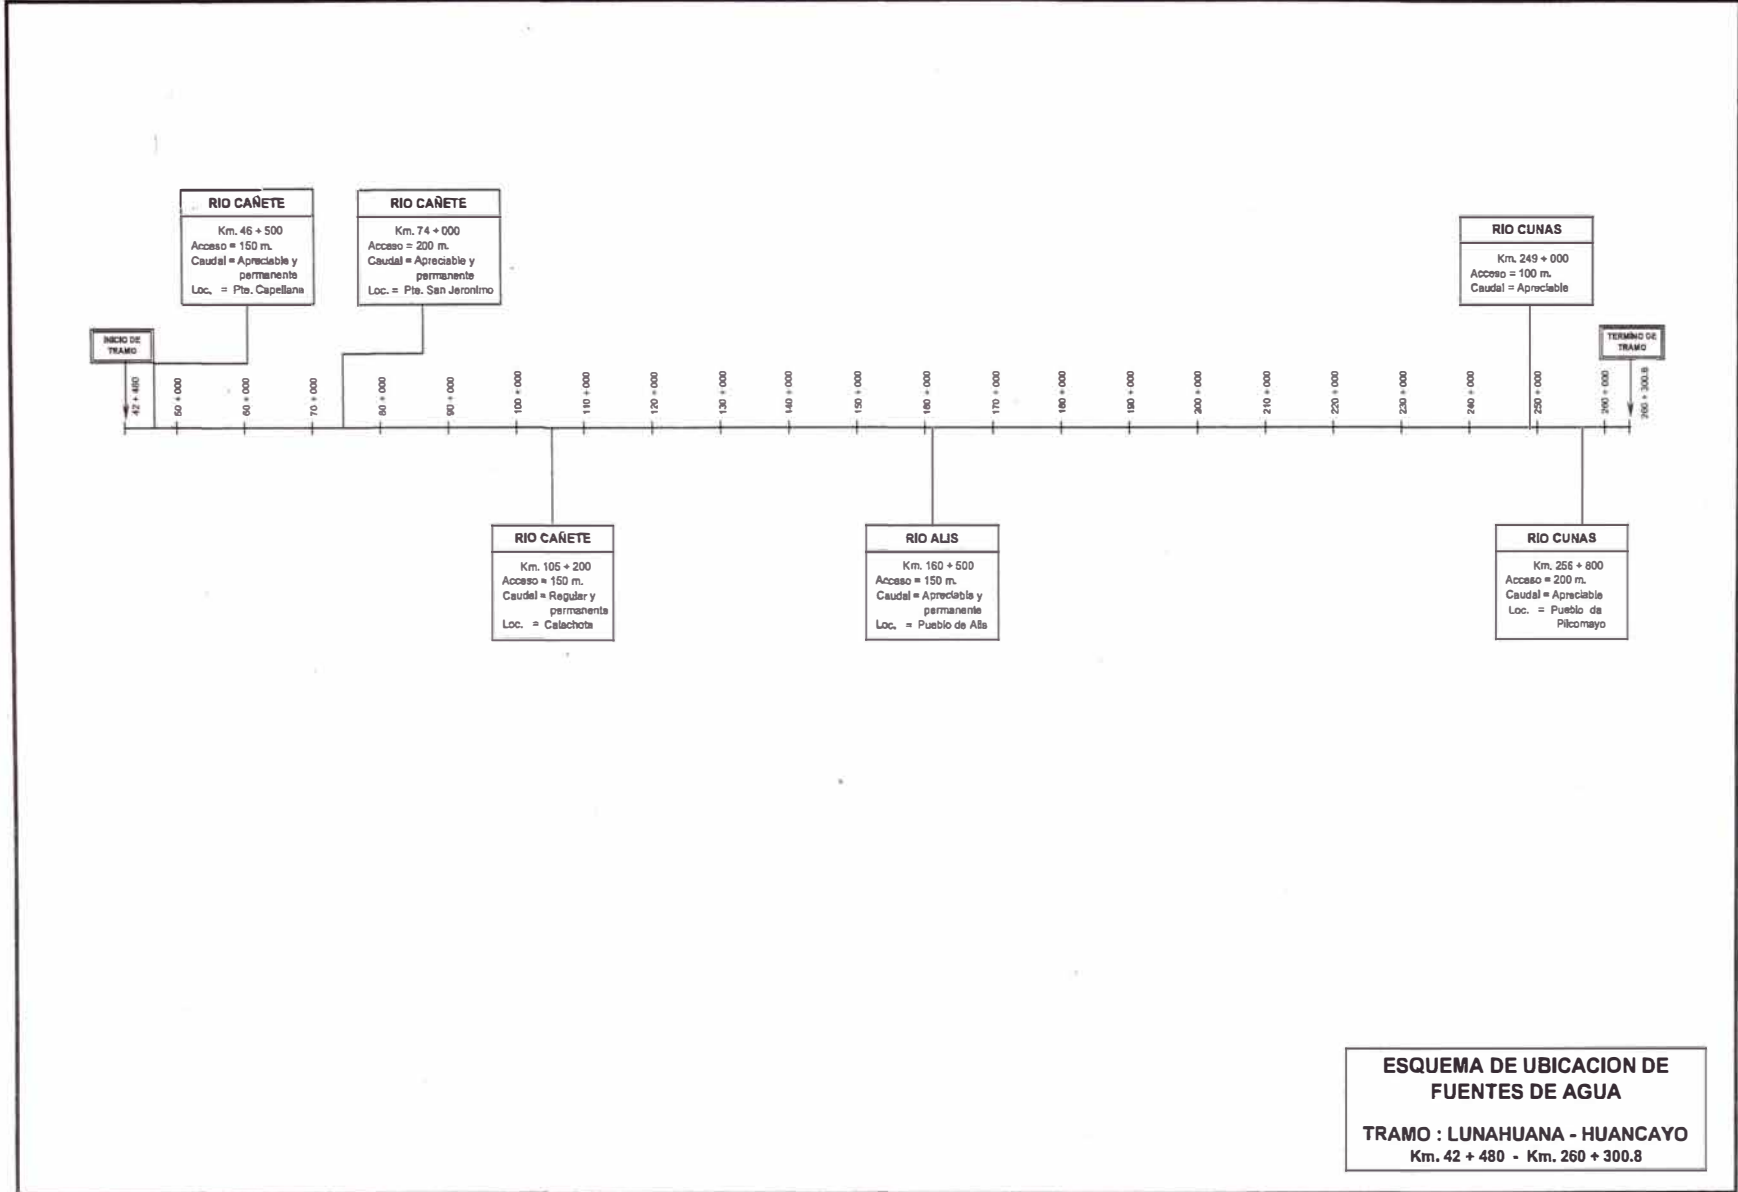 RIO CAÑETE
Km. 46 + 500
Acceso = 150 m.
Caudal = Apreciable y
permanente
Loc. = Pte. Capellana
RIO CAÑETE
Km. 74 + 000
Acceso = 200 m.
Caudal = Apreciable y
permanente
Loc. = Pte. San Jeronimo
RIO CUNAS
Km. 249 + 000
Acceso = 100 m.
Caudal = Apreciable
INICIO DE
TRAMO
TERMINO DE
TRAMO
42 + 480
50 + 000
60 + 000
70 + 000
80 + 000
90 + 000
100 + 000
110 + 000
120 + 000
130 + 000
140 + 000
150 + 000
160 + 000
170 + 000
180 + 000
190 + 000
200 + 000
210 + 000
220 + 000
230 + 000
240 + 000
250 + 000
260 + 000
260 + 300.8
RIO CAÑETE
Km. 105 + 200
Acceso = 150 m.
Caudal = Regular y
permanente
Loc. = Calachota
RIO ALIS
Km. 160 + 500
Acceso = 150 m.
Caudal = Apreciable y
permanente
Loc. = Pueblo de Alis
RIO CUNAS
Km. 256 + 800
Acceso = 200 m.
Caudal = Apreciable
Loc. = Pueblo de
Pilcomayo
ESQUEMA DE UBICACION DE
FUENTES DE AGUA
TRAMO : LUNAHUANA - HUANCAYO
Km. 42 + 480 - Km. 260 + 300.8